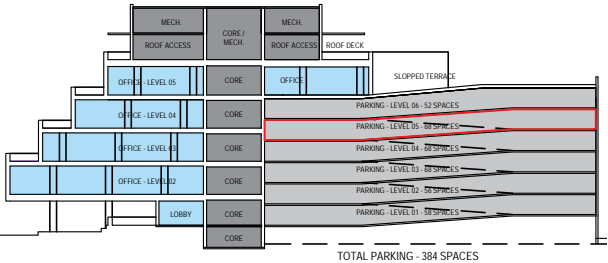 MECH.
CORE /
MECH.
MECH.
ROOF ACCESS
ROOF ACCESS
ROOF DECK
OFFICE - LEVEL 05
CORE
OFFICE
SLOPPED TERRACE
OFFICE - LEVEL 04
CORE
PARKING - LEVEL 06 - 52 SPACES
PARKING - LEVEL 05 - 68 SPACES
OFFICE - LEVEL 03
CORE
PARKING - LEVEL 04 - 68 SPACES
PARKING - LEVEL 03 - 68 SPACES
OFFICE - LEVEL 02
CORE
PARKING - LEVEL 02 - 56 SPACES
LOBBY
CORE
PARKING - LEVEL 01 - 58 SPACES
CORE
TOTAL PARKING - 384 SPACES